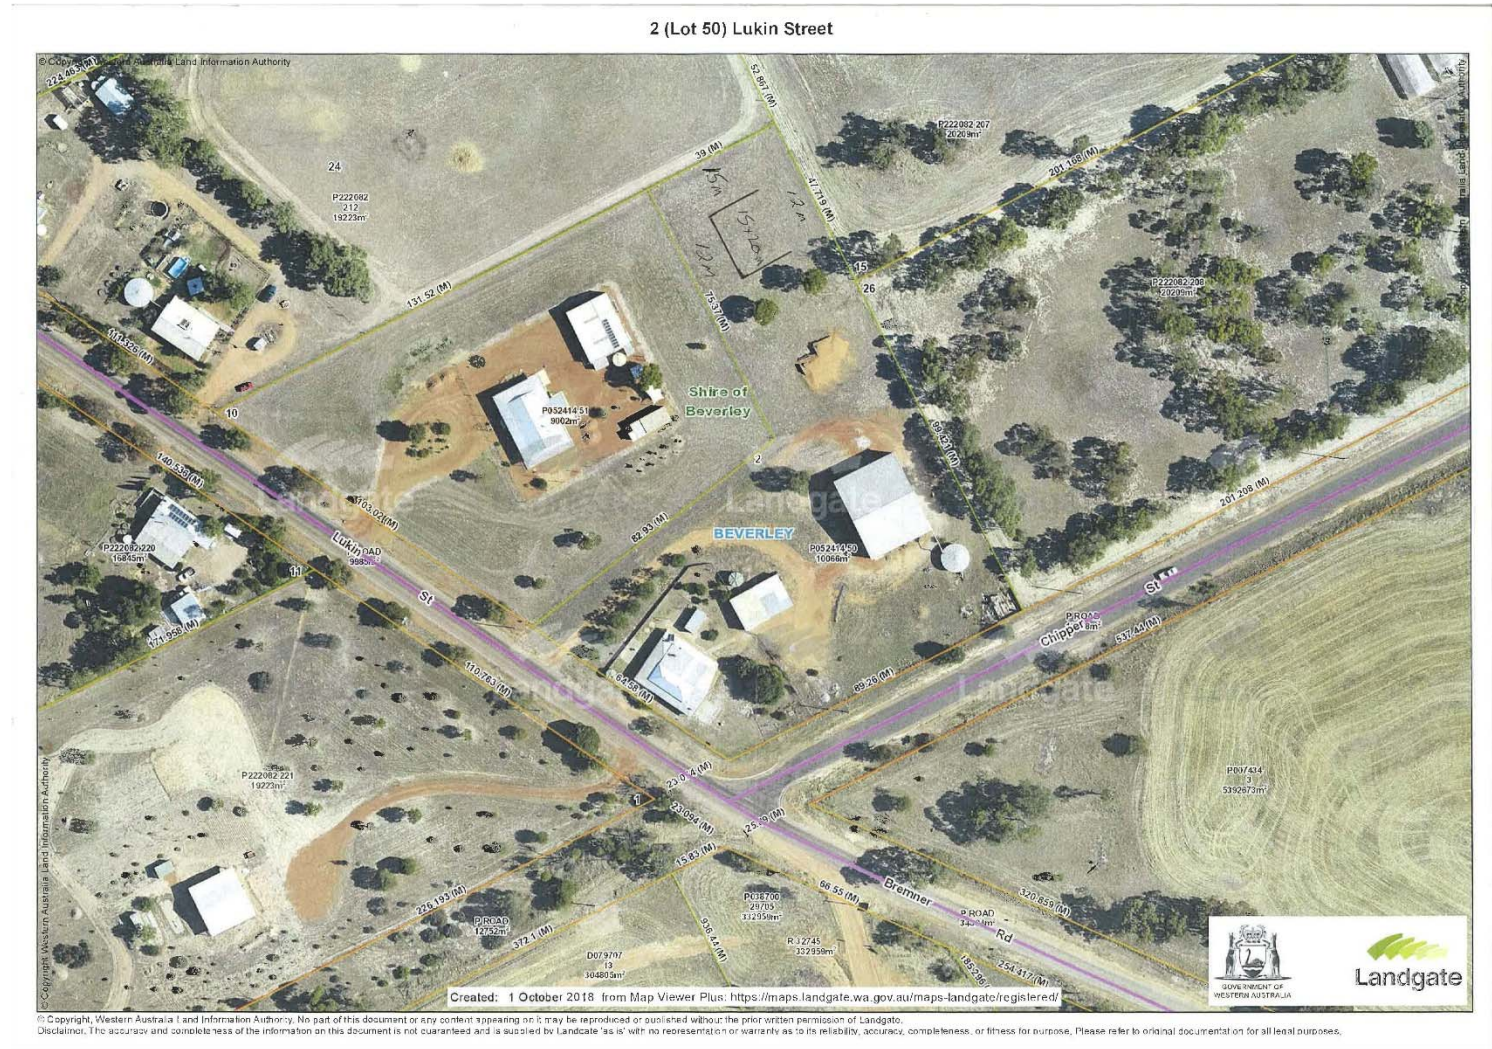 2 (Lot 50) Lukin Street
© Copyright, Western Australia Land Information Authority
224.463 (M)
52.867 (M)
P222082 207
20209m²
39 (M)
201.168 (M)
24
P222082
212
19223m²
15m
12m
47.719 (M)
15x20m
12M
15
26
P222082 208
20209m²
131.52 (M)
75.37 (M)
111.326 (M)
Shire of
Beverley
10
P052414 51
9002m²
2
140.538 (M)
103.02 (M)
201.208 (M)
Landgate
Landgate
62.93 (M)
BEVERLEY
P052414 50
10066m²
Lukin
St
P222082 220
16845m²
11
St
P ROAD
Chipper
537.44 (M)
171.958 (M)
110.763 (M)
64.58 (M)
89.26 (M)
Landgate
Landgate
P222082 221
19223m²
P007434
3
5392673m²
1
23.094 (M)
25.29 (M)
15.83 (M)
226.193 (M)
66.55 (M)
Bremner
Rd
320.859 (M)
P038700
29705
332959m²
P ROAD
12752m²
372.1 (M)
936.44 (M)
R 32745
332959m²
P ROAD
D079707
13
304805m²
254.417 (M)
GOVERNMENT OF
WESTERN AUSTRALIA
Landgate
© Copyright, Western Australia Land Information Authority
Created: 1 October 2018 from Map Viewer Plus: https://maps.landgate.wa.gov.au/maps-landgate/registered/
© Copyright, Western Australia Land Information Authority. No part of this document or any content appearing on it may be reproduced or published without the prior written permission of Landgate.
Disclaimer: The accuracy and completeness of the information on this document is not guaranteed and is supplied by Landgate 'as is' with no representation or warranty as to its reliability, accuracy, completeness, or fitness for purpose. Please refer to original documentation for all legal purposes.